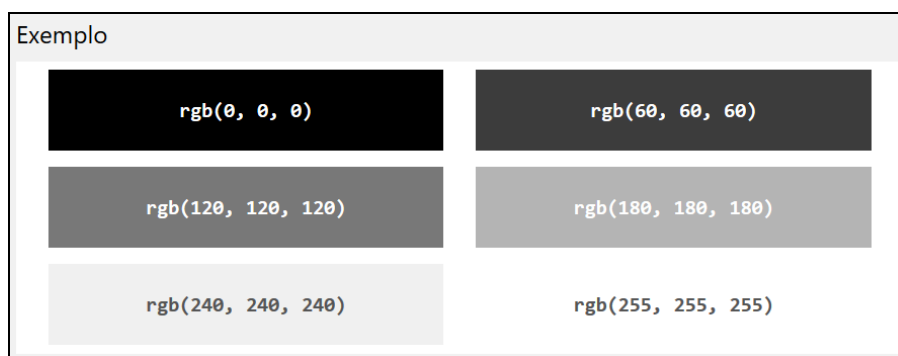 Exemplo
rgb(0, 0, 0)
rgb(60, 60, 60)
rgb(120, 120, 120)
rgb(180, 180, 180)
rgb(240, 240, 240)
rgb(255, 255, 255)